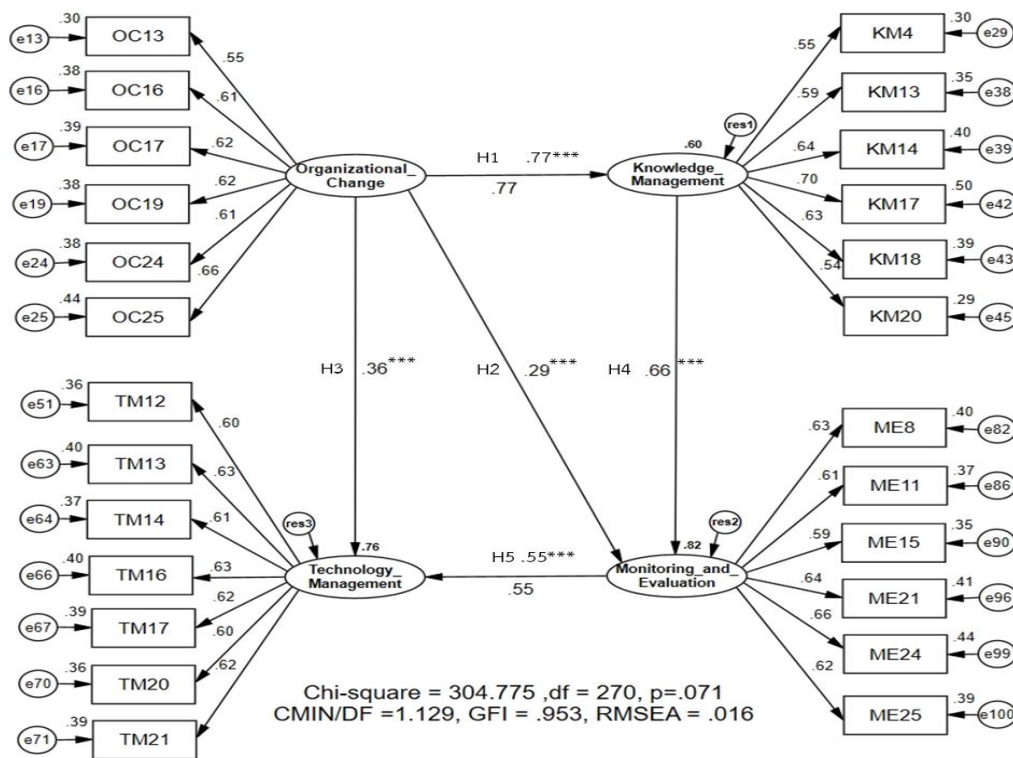 e13 .30 OC13 .55
e16 .38 OC16 .61
e17 .39 OC17 .62
e19 .38 OC19 .62
e24 .38 OC24 .61
e25 .44 OC25 .66
Organizational_
Change
H1 .77***
.77
res1
.60
Knowledge_
Management
.55 KM4 .30 e29
.59 KM13 .35 e38
.64 KM14 .40 e39
.70 KM17 .50 e42
.63 KM18 .39 e43
.54 KM20 .29 e45
H3 .36***
H2 .29***
H4 .66 ***
e51 .36 TM12 .60
e63 .40 TM13 .63
e64 .37 TM14 .61
e66 .40 TM16 .63
e67 .39 TM17 .62
e70 .36 TM20 .60
e71 .39 TM21 .62
res3
.76
Technology_
Management
H5 .55***
.55
res2
.82
Monitoring_and_
Evaluation
.63 ME8 .40 e82
.61 ME11 .37 e86
.59 ME15 .35 e90
.64 ME21 .41 e96
.66 ME24 .44 e99
.62 ME25 .39 e100
Chi-square = 304.775 ,df = 270, p=.071
CMIN/DF =1.129, GFI = .953, RMSEA = .016